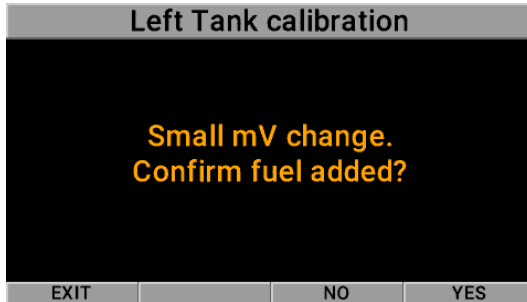 Left Tank calibration
Small mV change.
Confirm fuel added?
EXIT NO YES